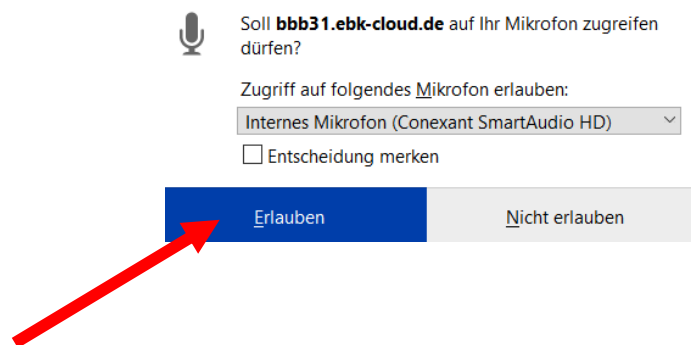 Soll bbb31.ebk-cloud.de auf Ihr Mikrofon zugreifen
dürfen?
Zugriff auf folgendes Mikrofon erlauben:
Internes Mikrofon (Conexant SmartAudio HD)
Entscheidung merken
Erlauben
Nicht erlauben